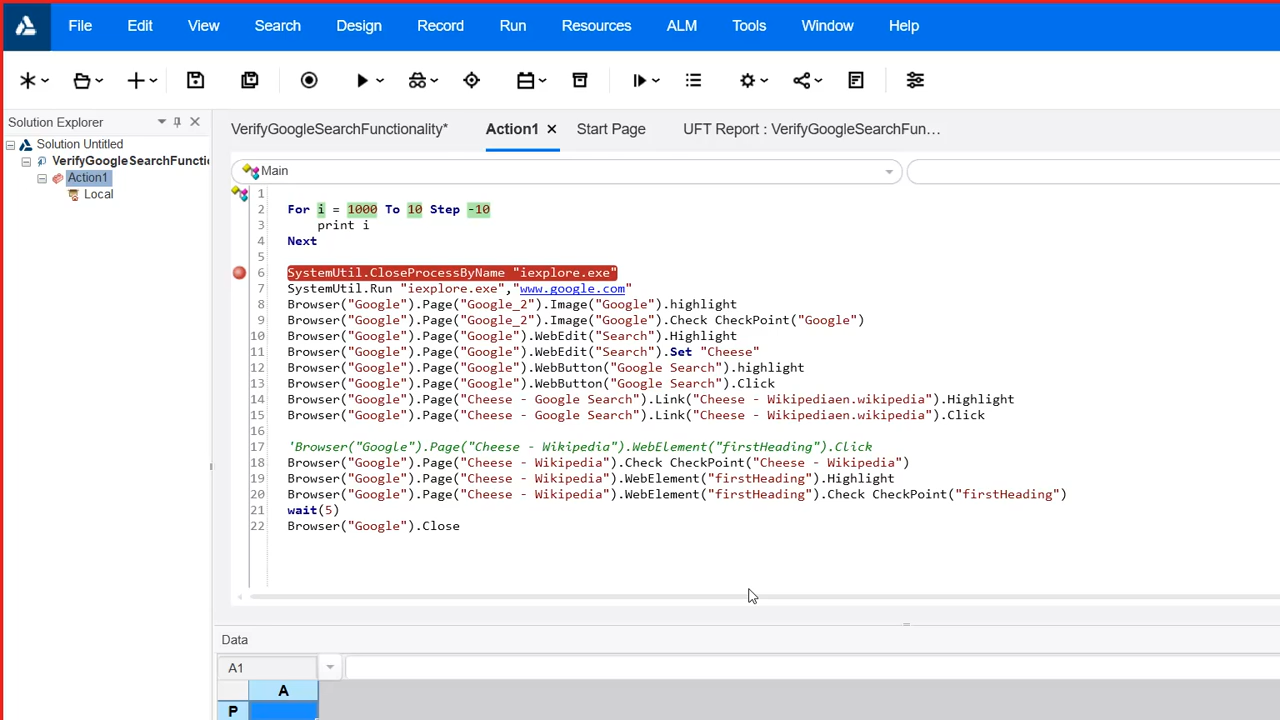 File Edit View Search Design Record Run Resources ALM Tools Window Help
Solution Explorer
Solution Untitled
VerifyGoogleSearchFunctio
Action1
Local
VerifyGoogleSearchFunctionality* Action1 Start Page UFT Report : VerifyGoogleSearchFun…
Main
1
2 For i = 1000 To 10 Step -10
3 print i
4 Next
5
6 SystemUtil.CloseProcessByName "iexplore.exe"
7 SystemUtil.Run "iexplore.exe","www.google.com"
8 Browser("Google").Page("Google_2").Image("Google").highlight
9 Browser("Google").Page("Google_2").Image("Google").Check CheckPoint("Google")
10 Browser("Google").Page("Google").WebEdit("Search").Highlight
11 Browser("Google").Page("Google").WebEdit("Search").Set "Cheese"
12 Browser("Google").Page("Google").WebButton("Google Search").highlight
13 Browser("Google").Page("Google").WebButton("Google Search").Click
14 Browser("Google").Page("Cheese - Google Search").Link("Cheese - Wikipediaen.wikipedia").Highlight
15 Browser("Google").Page("Cheese - Google Search").Link("Cheese - Wikipediaen.wikipedia").Click
16
17 'Browser("Google").Page("Cheese - Wikipedia").WebElement("firstHeading").Click
18 Browser("Google").Page("Cheese - Wikipedia").Check CheckPoint("Cheese - Wikipedia")
19 Browser("Google").Page("Cheese - Wikipedia").WebElement("firstHeading").Highlight
20 Browser("Google").Page("Cheese - Wikipedia").WebElement("firstHeading").Check CheckPoint("firstHeading")
21 wait(5)
22 Browser("Google").Close
Data
A1
A
P